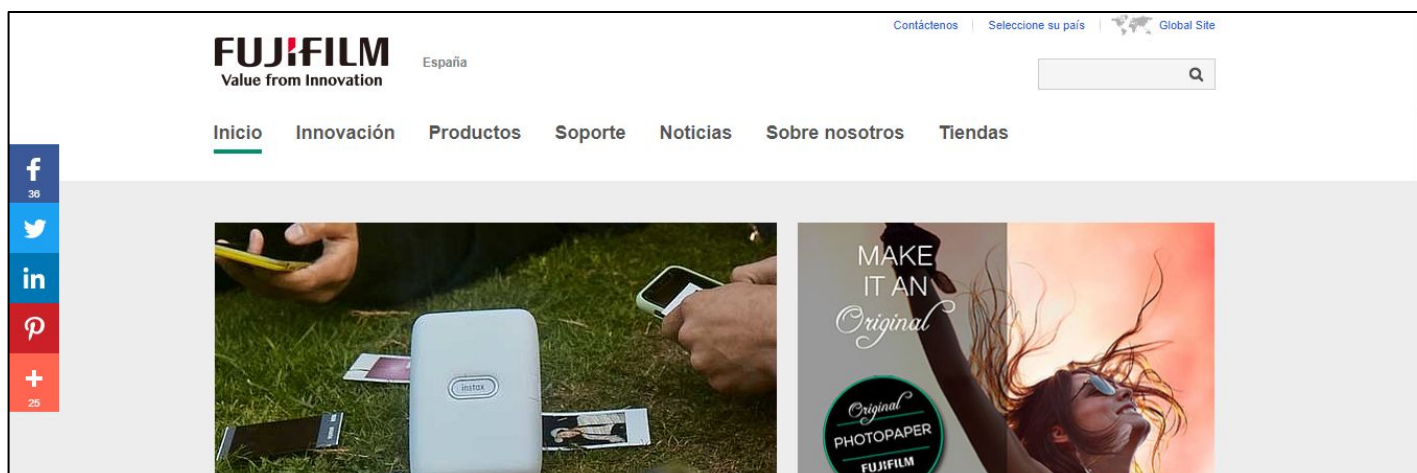 Contáctenos
Seleccione su país
Global Site
FUJIFILM
Value from Innovation
España
Inicio
Innovación
Productos
Soporte
Noticias
Sobre nosotros
Tiendas
f
36
in
25
instax
MAKE
IT AN
Original
Original
PHOTOPAPER
FUJIFILM